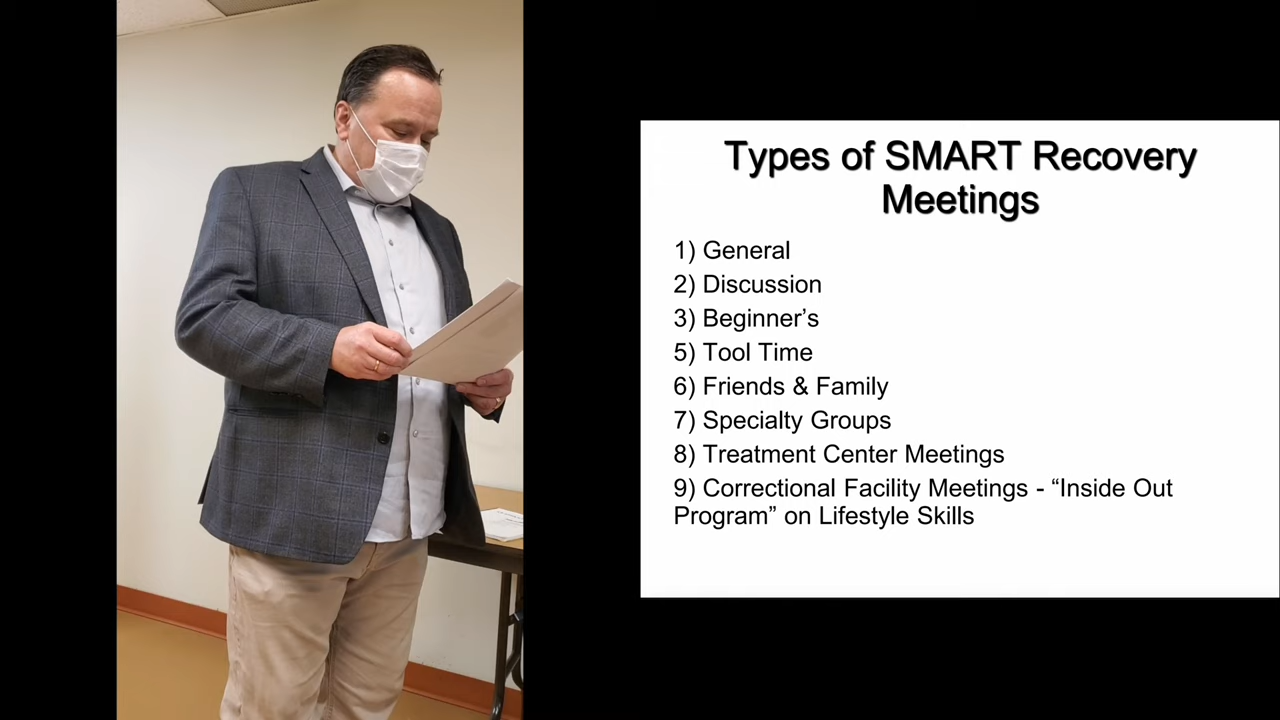 Types of SMART Recovery
Meetings
1) General
2) Discussion
3) Beginner’s
5) Tool Time
6) Friends & Family
7) Specialty Groups
8) Treatment Center Meetings
9) Correctional Facility Meetings - “Inside Out
Program” on Lifestyle Skills